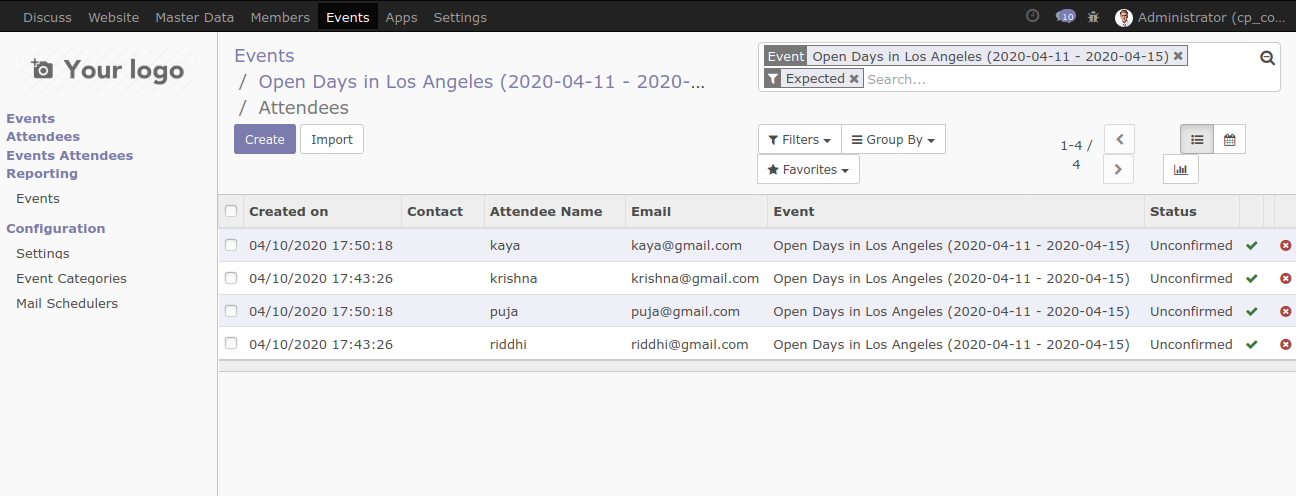 Discuss Website Master Data Members Events Apps Settings 10 Administrator (cp_co...
Your logo
Events
Attendees
Events Attendees
Reporting
Events
Configuration
Settings
Event Categories
Mail Schedulers
Events
/ Open Days in Los Angeles (2020-04-11 - 2020-...
/ Attendees
Event Open Days in Los Angeles (2020-04-11 - 2020-04-15)
Expected Search...
Create Import
Filters Group By
Favorites
1-4 /
4
Created on Contact Attendee Name Email Event Status
04/10/2020 17:50:18 kaya kaya@gmail.com Open Days in Los Angeles (2020-04-11 - 2020-04-15) Unconfirmed
04/10/2020 17:43:26 krishna krishna@gmail.com Open Days in Los Angeles (2020-04-11 - 2020-04-15) Unconfirmed
04/10/2020 17:50:18 puja puja@gmail.com Open Days in Los Angeles (2020-04-11 - 2020-04-15) Unconfirmed
04/10/2020 17:43:26 riddhi riddhi@gmail.com Open Days in Los Angeles (2020-04-11 - 2020-04-15) Unconfirmed